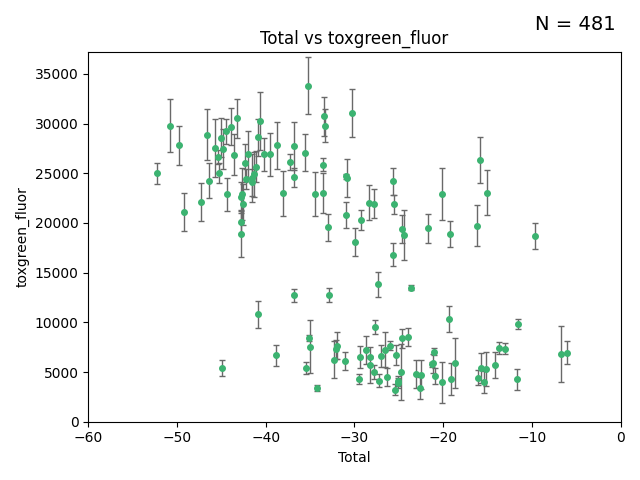 N = 481
Total vs toxgreen_fluor
35000
30000
25000
20000
15000
10000
5000
0
toxgreen_fluor
−60 −50 −40 −30 −20 −10 0
Total